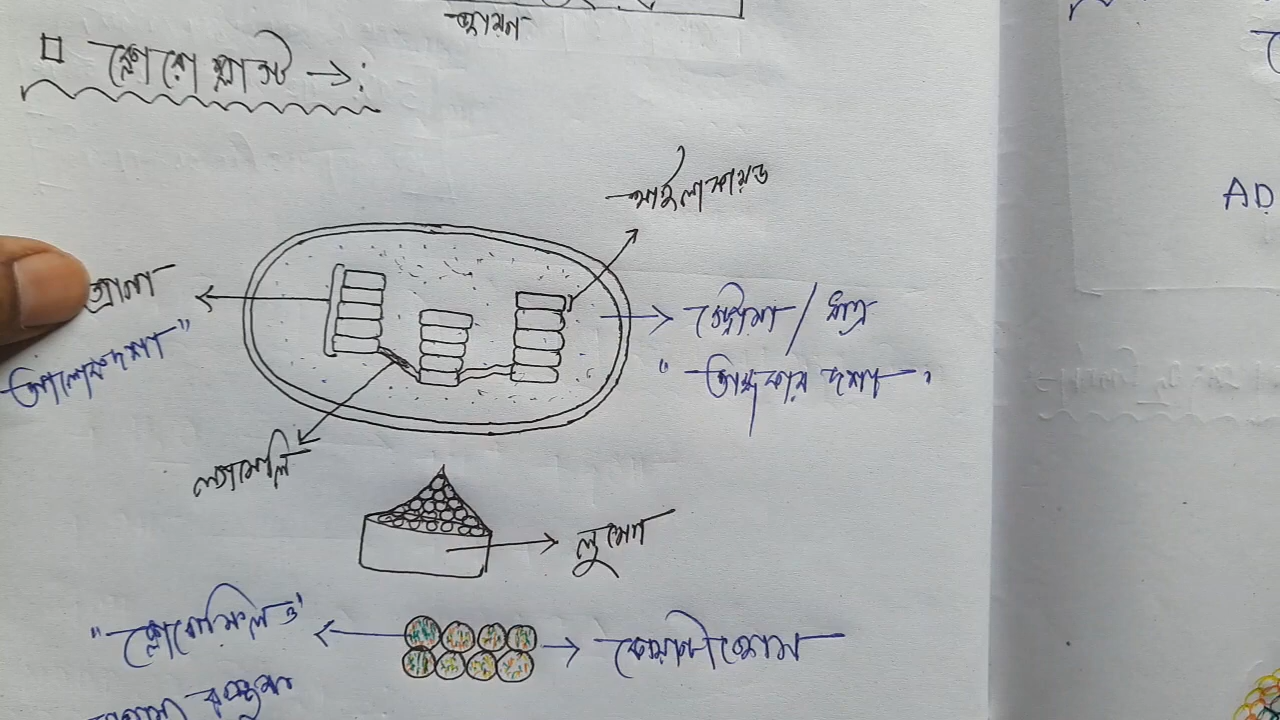 ক্লোরোপ্লাস্ট →:
থাইলাকয়েড
গ্রানা
"আলোকদশা"
স্ট্রোমা / ধাত্র
"অন্ধকার দশা"
ল্যামেলি
লুমেন
"ক্লোরোফিল ও
কোয়ান্টোজোম
AD